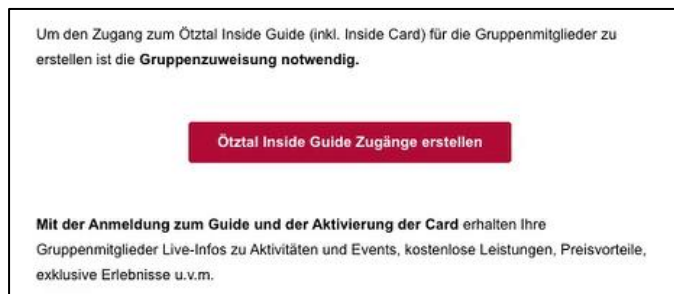 Um den Zugang zum Ötztal Inside Guide (inkl. Inside Card) für die Gruppenmitglieder zu
erstellen ist die Gruppenzuweisung notwendig.
Ötztal Inside Guide Zugänge erstellen
Mit der Anmeldung zum Guide und der Aktivierung der Card erhalten Ihre
Gruppenmitglieder Live-Infos zu Aktivitäten und Events, kostenlose Leistungen, Preisvorteile,
exklusive Erlebnisse u.v.m.